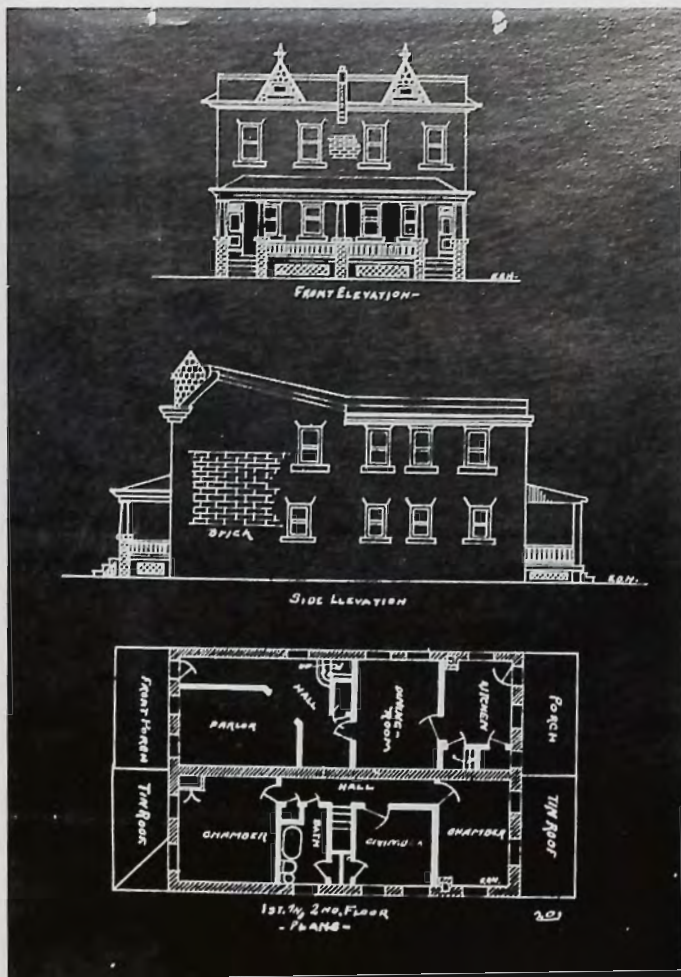 E.D.H.
FRONT ELEVATION-
BRICK
E.D.H.
SIDE ELEVATION
FRONT PORCH
PARLOR
UP
HALL
DINING-
ROOM
KITCHEN
PORCH
TIN ROOF
CHAMBER
BATH
HALL
CHAMBER
E.D.H.
TIN ROOF
1ST. 2ND, FLOOR
- PLANS -
201